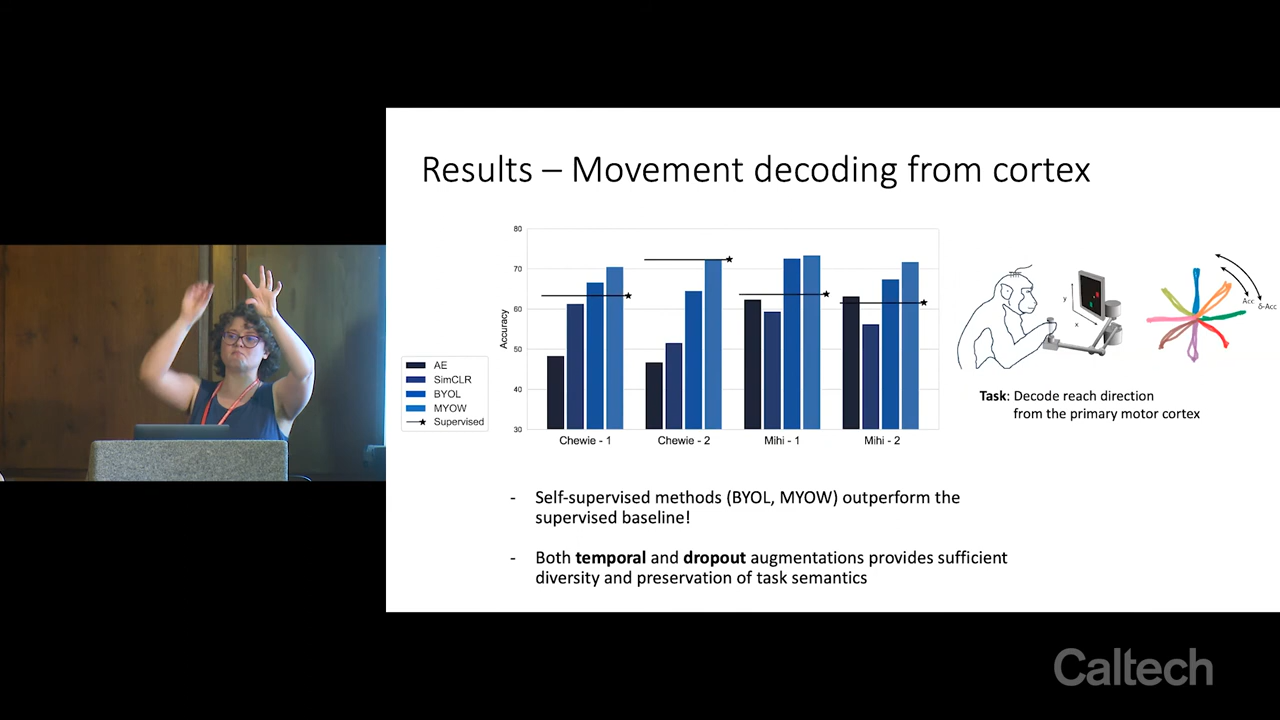 Results – Movement decoding from cortex
80
70
60
50
40
30
Accuracy
AE
SimCLR
BYOL
MYOW
Supervised
Chewie - 1
Chewie - 2
Mihi - 1
Mihi - 2
y
x
Acc
δ-Acc
Task: Decode reach direction
from the primary motor cortex
- Self-supervised methods (BYOL, MYOW) outperform the
supervised baseline!
- Both temporal and dropout augmentations provides sufficient
diversity and preservation of task semantics
Caltech